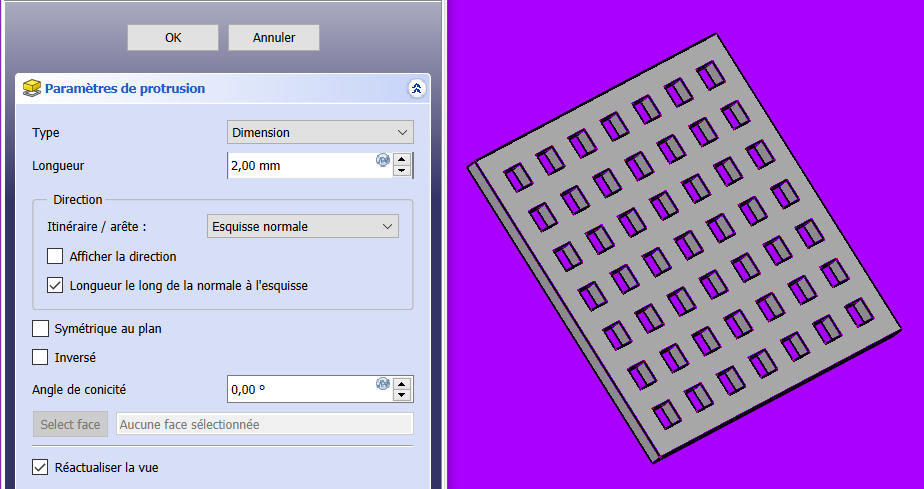 OK Annuler
Paramètres de protrusion
Type Dimension
Longueur 2,00 mm
Direction
Itinéraire / arête : Esquisse normale
Afficher la direction
Longueur le long de la normale à l'esquisse
Symétrique au plan
Inversé
Angle de conicité 0,00 º
Select face Aucune face sélectionnée
Réactualiser la vue